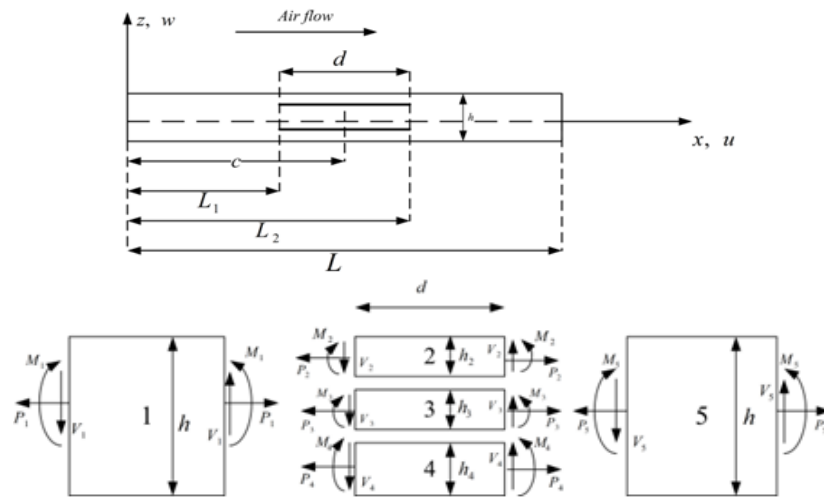 z, w
Air flow
d
h
x, u
c
L₁
L₂
L
d
M₁ M₁ 1 h P₁ P₁ V₁ V₁
M₂ M₂ 2 h₂ P₂ P₂ V₂ V₂
M₃ M₃ 3 h₃ P₃ P₃ V₃ V₃
M₄ M₄ 4 h₄ P₄ P₄ V₄ V₄
M₅ M₅ 5 h P₅ V₅ V₅